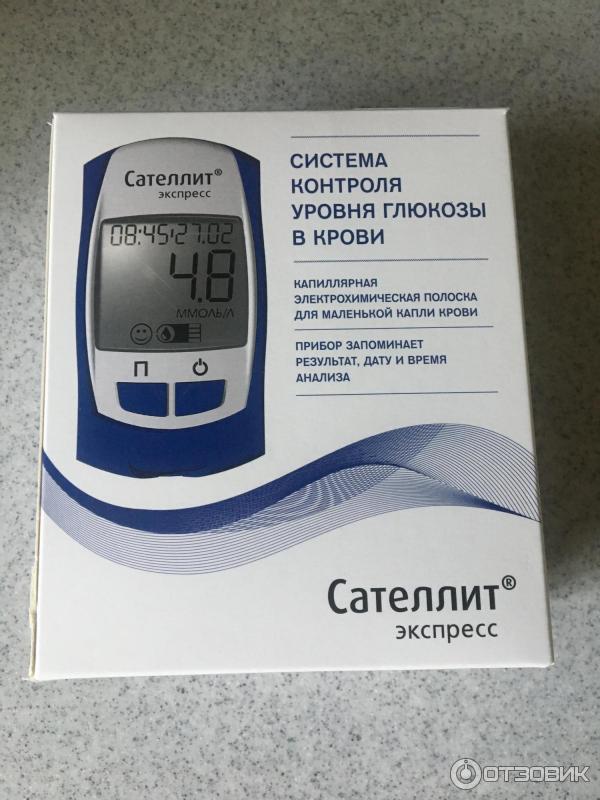 Сателлит®
экспресс
08:45 27.02
4.8
ММОЛЬ/Л
П
СИСТЕМА
КОНТРОЛЯ
УРОВНЯ ГЛЮКОЗЫ
В КРОВИ
КАПИЛЛЯРНАЯ
ЭЛЕКТРОХИМИЧЕСКАЯ ПОЛОСКА
ДЛЯ МАЛЕНЬКОЙ КАПЛИ КРОВИ
ПРИБОР ЗАПОМИНАЕТ
РЕЗУЛЬТАТ, ДАТУ И ВРЕМЯ
АНАЛИЗА
Сателлит®
экспресс
ОТЗОВИК